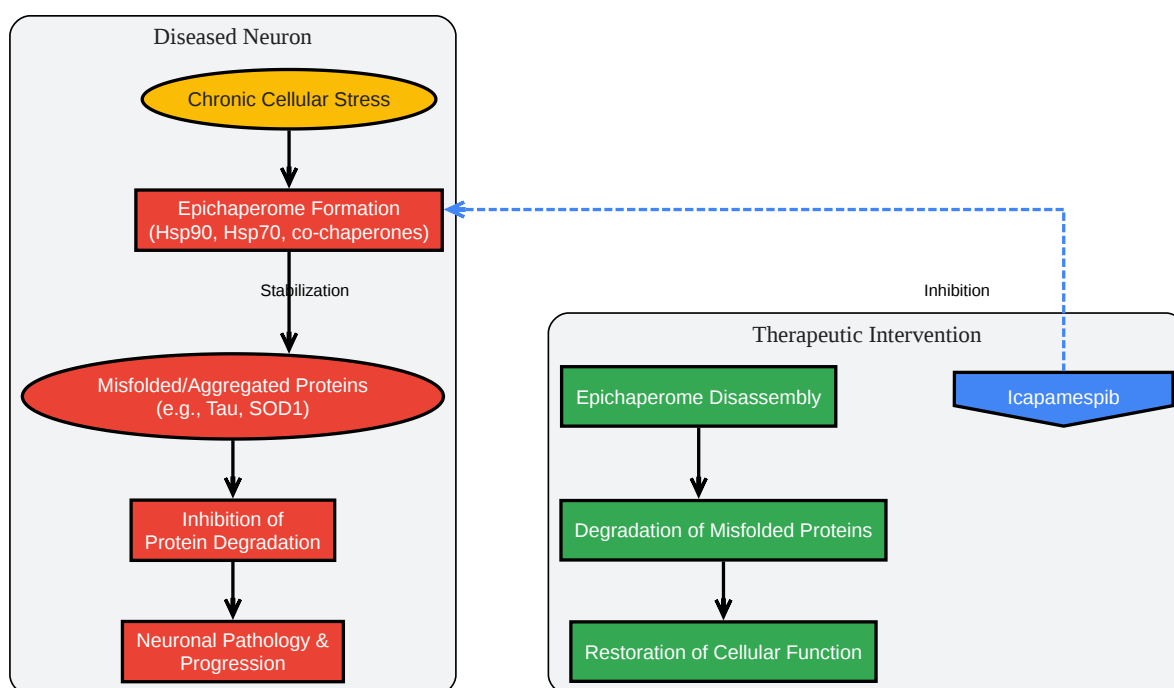 Diseased Neuron
Chronic Cellular Stress
Epichaperome Formation
(Hsp90, Hsp70, co-chaperones)
Stabilization
Misfolded/Aggregated Proteins
(e.g., Tau, SOD1)
Inhibition of
Protein Degradation
Neuronal Pathology &
Progression
Inhibition
Therapeutic Intervention
Epichaperome Disassembly
Icapamespib
Degradation of Misfolded Proteins
Restoration of Cellular Function